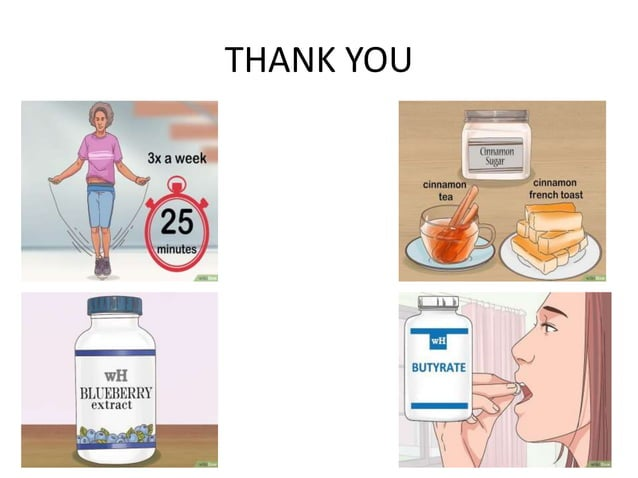 THANK YOU
3x a week
25
minutes
Cinnamon
Sugar
cinnamon
tea
cinnamon
french toast
wH
BLUEBERRY
extract
wH
BUTYRATE